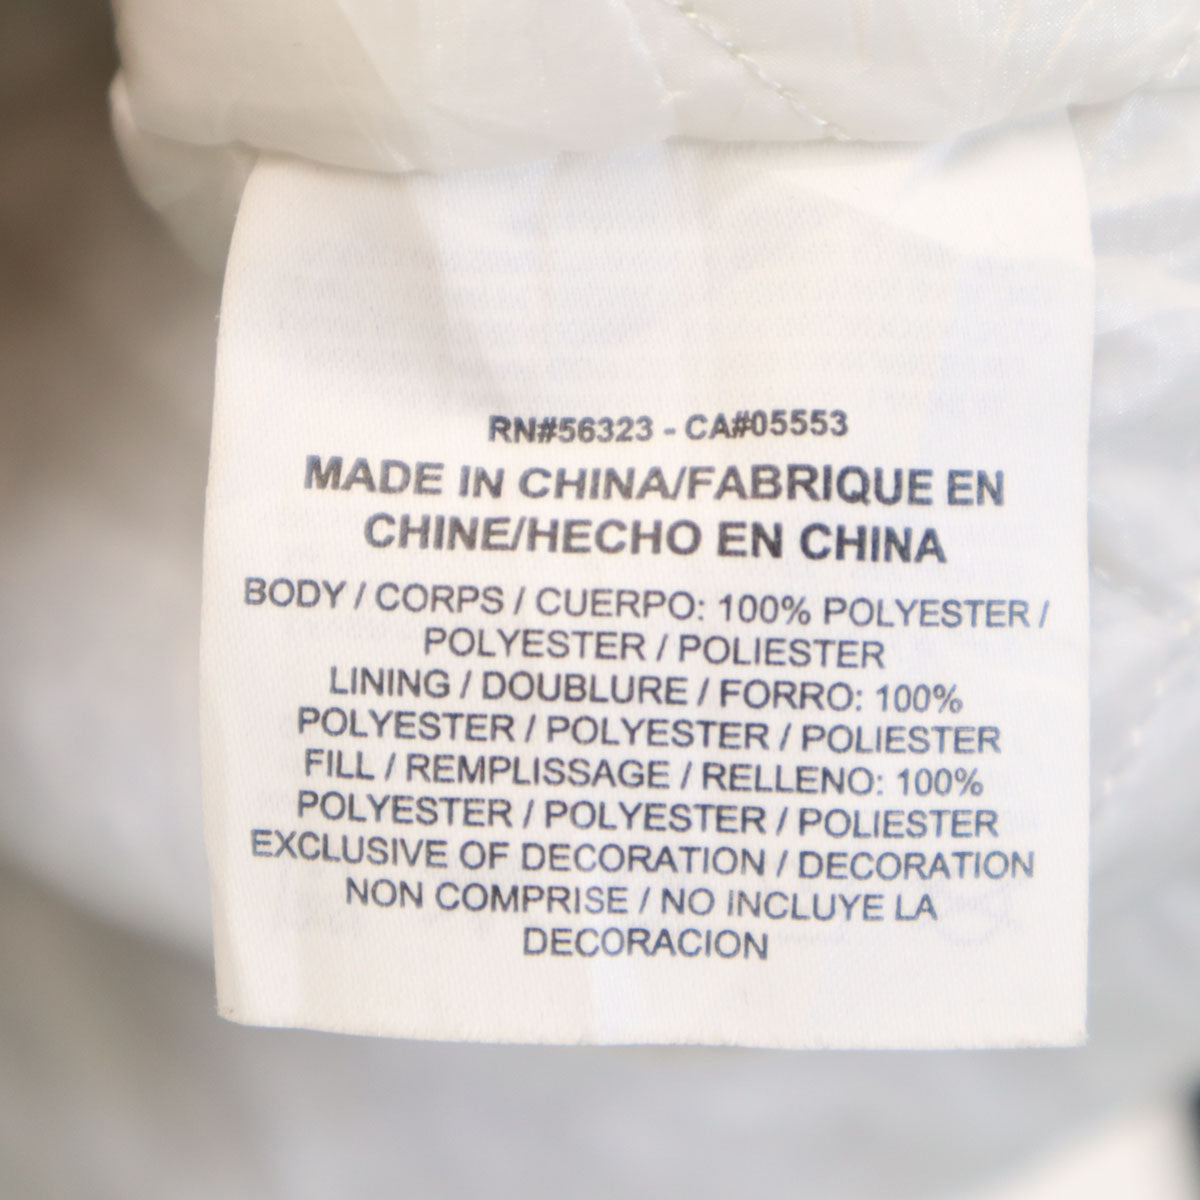 RN#56323 - CA#05553
MADE IN CHINA/FABRIQUE EN
CHINE/HECHO EN CHINA
BODY / CORPS / CUERPO: 100% POLYESTER /
POLYESTER / POLIESTER
LINING / DOUBLURE / FORRO: 100%
POLYESTER / POLYESTER / POLIESTER
FILL / REMPLISSAGE / RELLENO: 100%
POLYESTER / POLYESTER / POLIESTER
EXCLUSIVE OF DECORATION / DECORATION
NON COMPRISE / NO INCLUYE LA
DECORACION